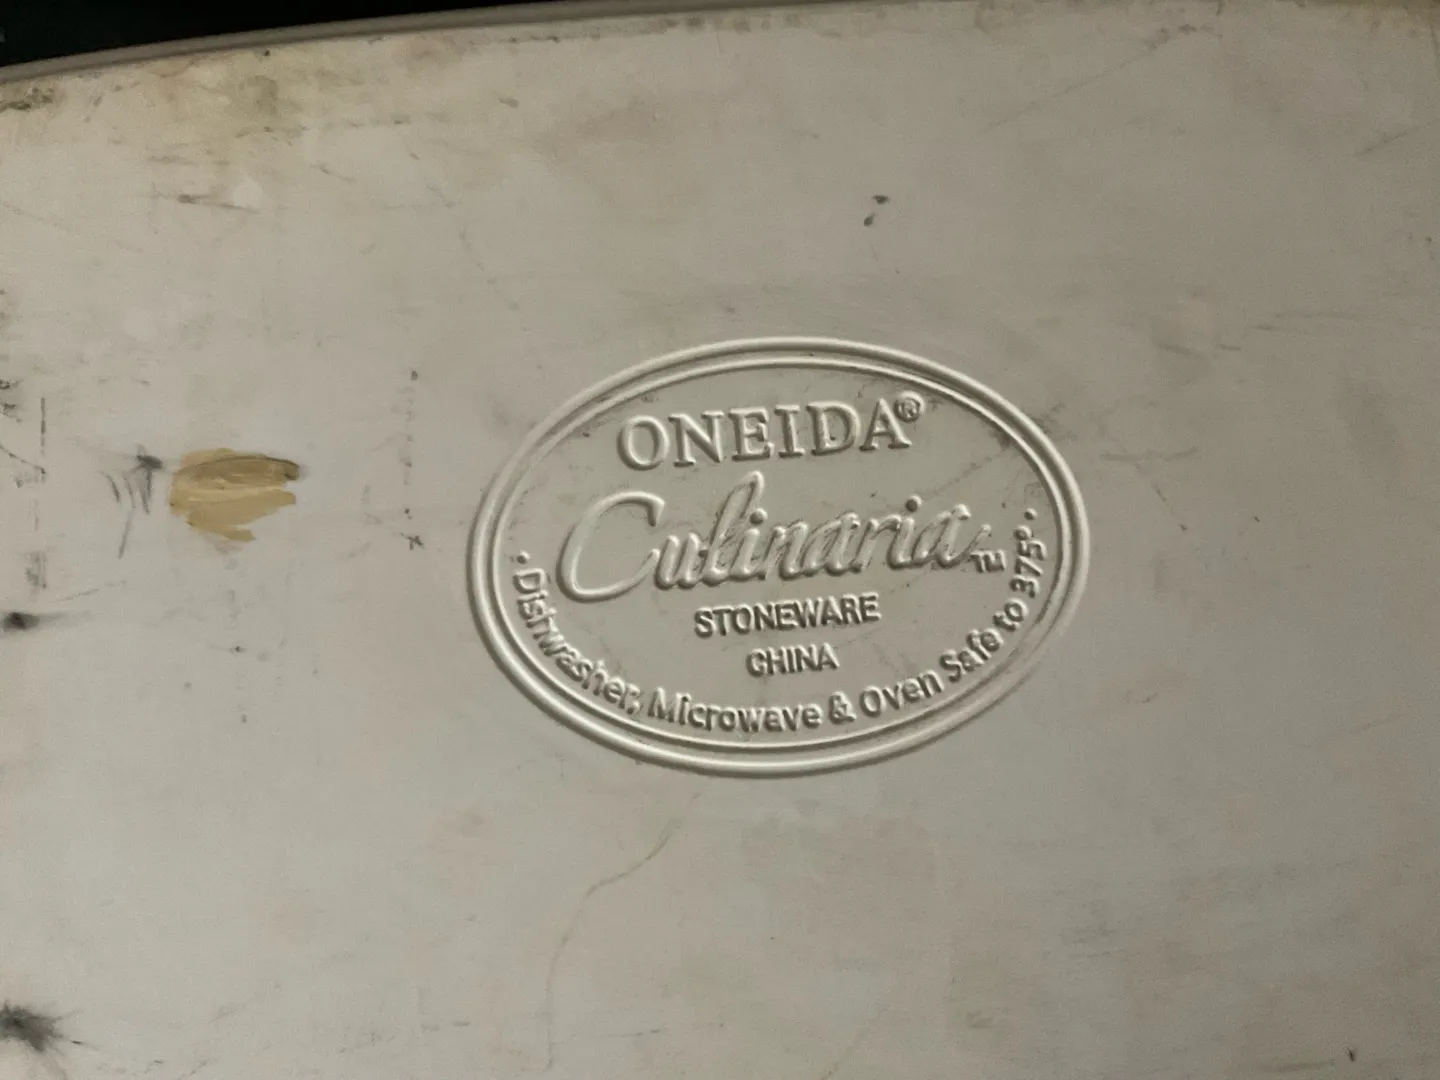 ONEIDA®
Culinaria™
STONEWARE
CHINA
· Dishwasher, Microwave & Oven Safe to 375° ·